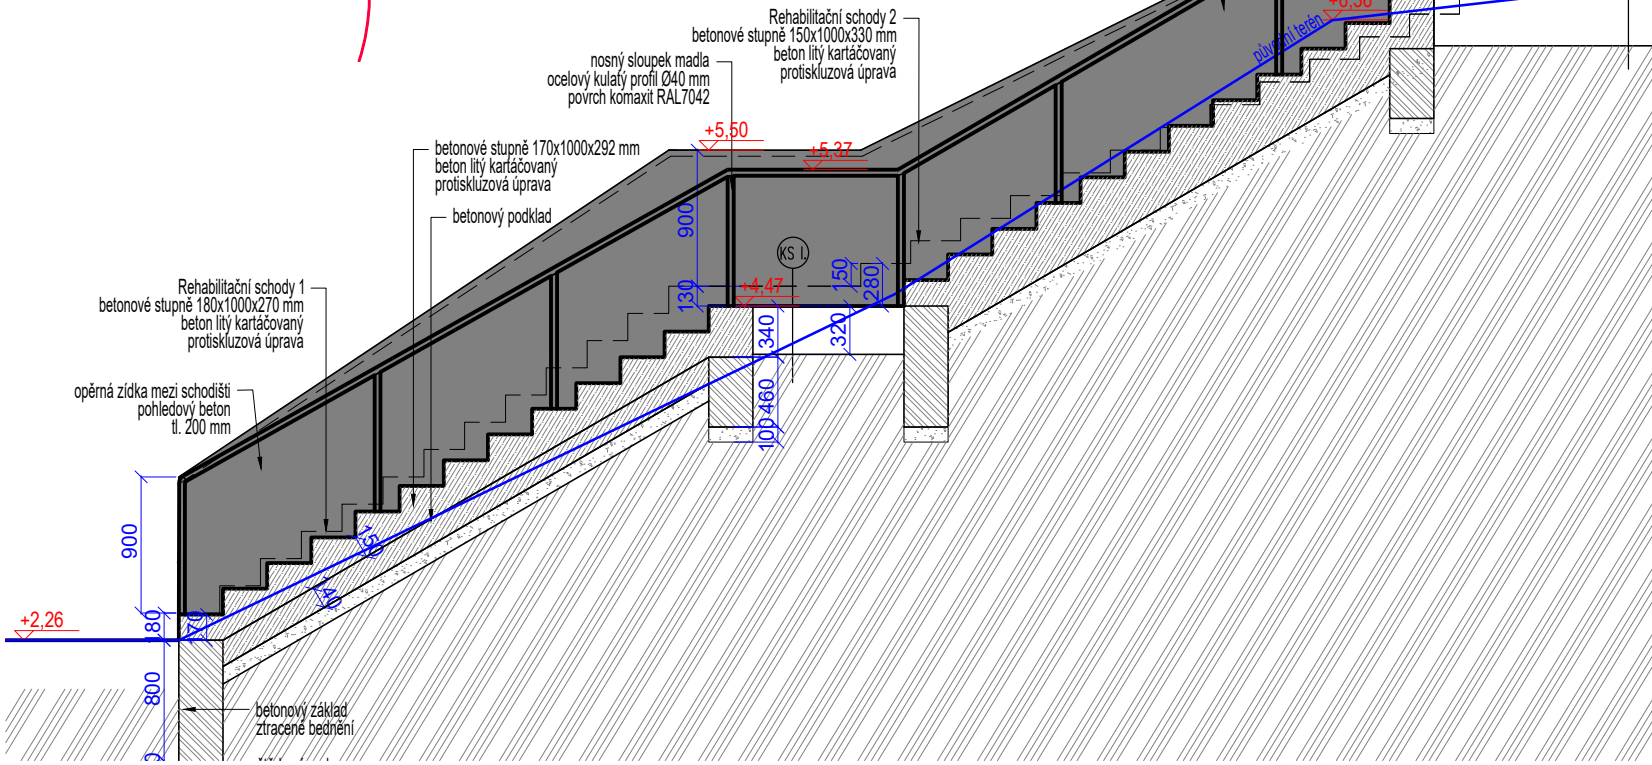 Rehabilitační schody 2
betonové stupně 150x1000x330 mm
beton litý kartáčovaný
protiskluzová úprava
nosný sloupek madla
ocelový kulatý profil Ø40 mm
povrch komaxit RAL7042
původní terén
+5,50
+5,37
betonové stupně 170x1000x292 mm
beton litý kartáčovaný
protiskluzová úprava
betonový podklad
900
KS I.
150
280
130
+4,47
340
320
Rehabilitační schody 1
betonové stupně 180x1000x270 mm
beton litý kartáčovaný
protiskluzová úprava
opěrná zídka mezi schodišti
pohledový beton
tl. 200 mm
460
100
900
150
140
+2,26
180
170
800
betonový základ
ztracené bednění